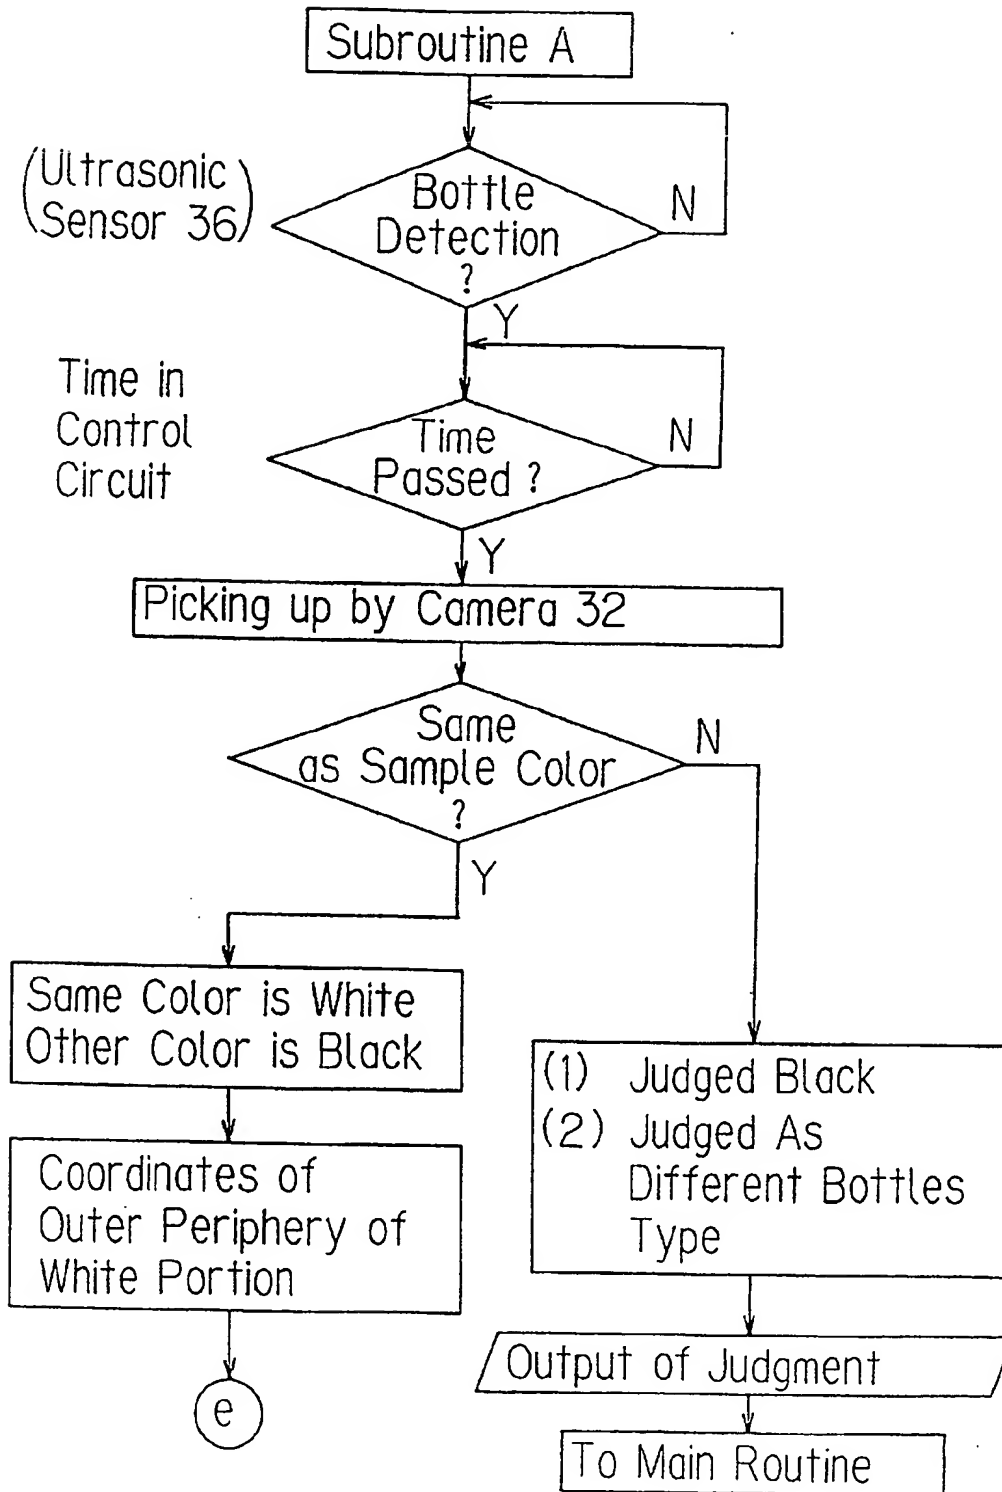 Subroutine A
(Ultrasonic
Sensor 36)
Bottle
Detection
?
N
Y
Time in
Control
Circuit
Time
Passed ?
N
Y
Picking up by Camera 32
Same
as Sample Color
?
N
Y
Same Color is White
Other Color is Black
(1) Judged Black
(2) Judged As
Different Bottles
Type
Coordinates of
Outer Periphery of
White Portion
Output of Judgment
e
To Main Routine